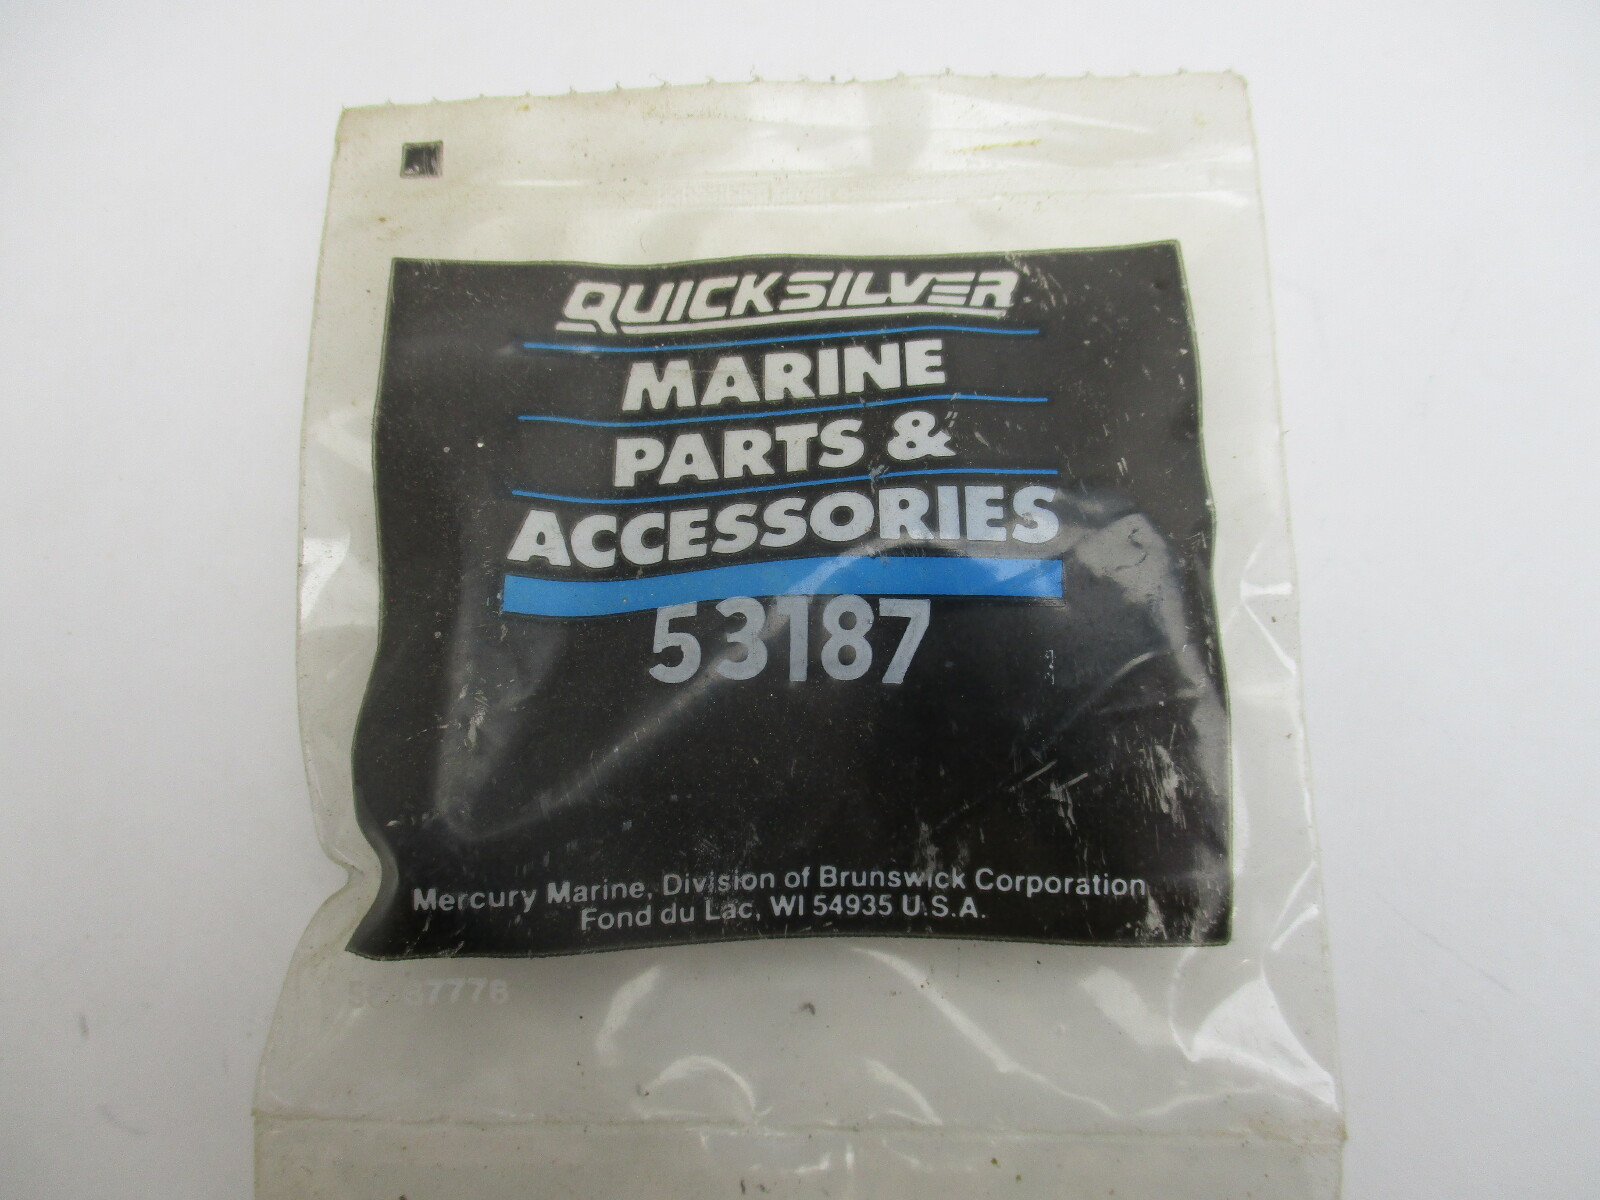 QUICKSILVER
MARINE
PARTS &
ACCESSORIES
53187
Mercury Marine, Division of Brunswick Corporation
Fond du Lac, WI 54935 U.S.A.